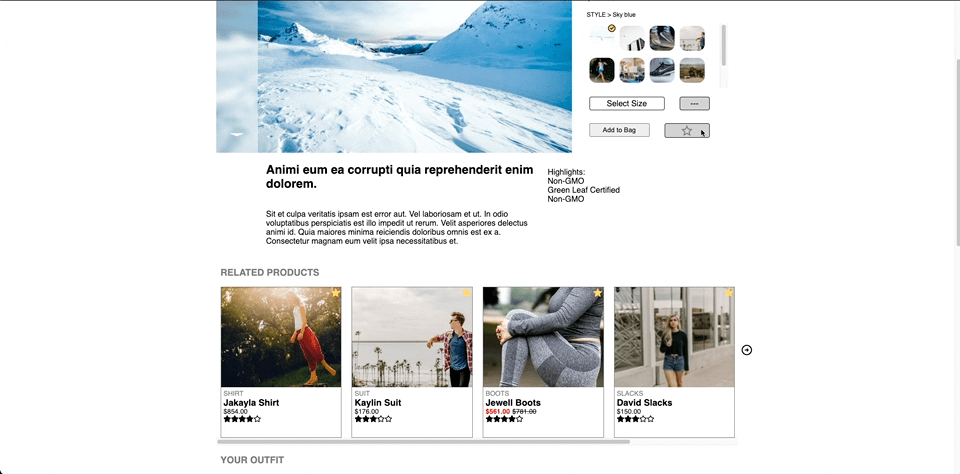 STYLE > Sky blue
Select Size
---
Add to Bag
Animi eum ea corrupti quia reprehenderit enim
dolorem.
Highlights:
Non-GMO
Green Leaf Certified
Non-GMO
Sit et culpa veritatis ipsam est error aut. Vel laboriosam et ut. In odio
voluptatibus perspiciatis est illo impedit ut rerum. Velit asperiores delectus
animi id. Quia maiores minima reiciendis doloribus omnis est ex a.
Consectetur magnam eum velit ipsa necessitatibus et.
RELATED PRODUCTS
SHIRT
Jakayla Shirt
$854.00
SUIT
Kaylin Suit
$176.00
BOOTS
Jewell Boots
$561.00 $781.00
SLACKS
David Slacks
$150.00
YOUR OUTFIT